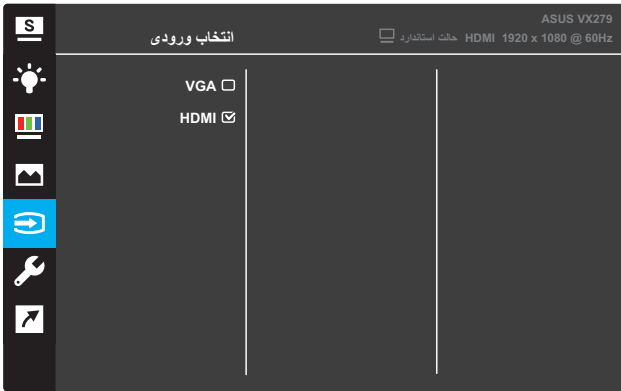 S
ASUS VX279
حالت استاندارد HDMI 1920 x 1080 @ 60Hz
انتخاب ورودی
VGA
HDMI